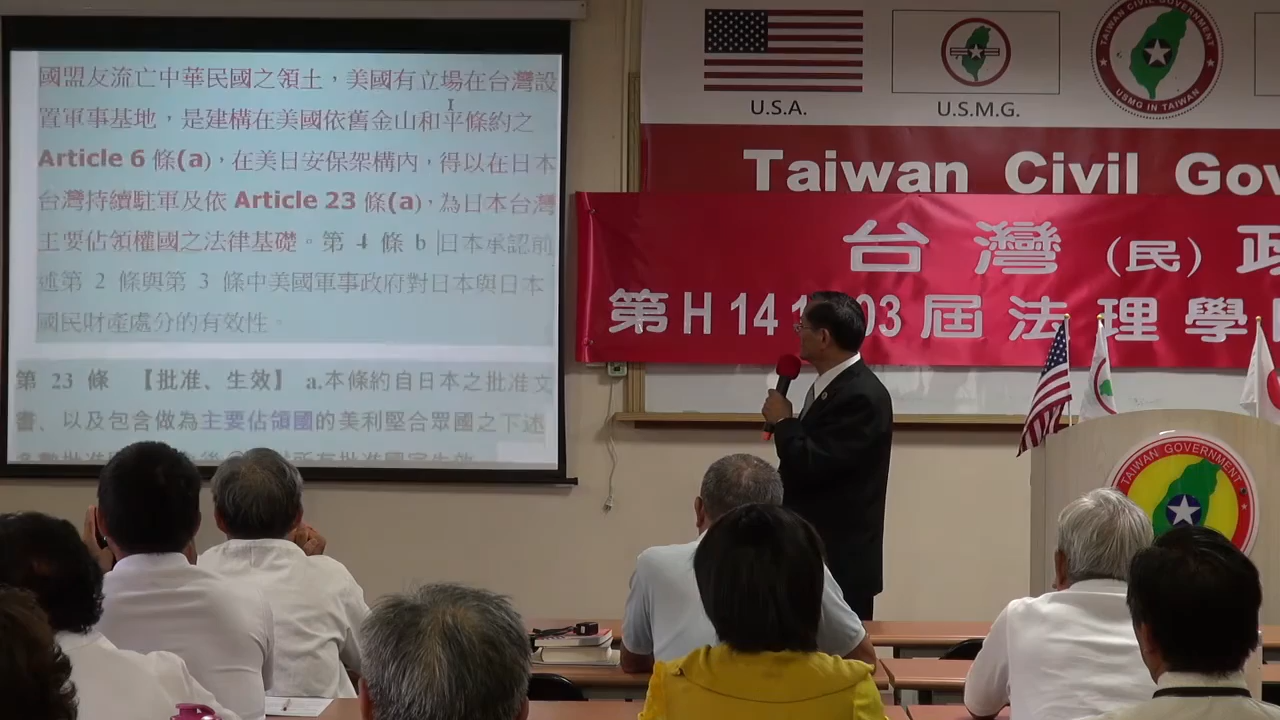 國盟友流亡中華民國之領土，美國有立場在台灣設
置軍事基地，是建構在美國依舊金山和平條約之
Article 6 條(a)，在美日安保架構內，得以在日本
台灣持續駐軍及依 Article 23 條(a)，為日本台灣
主要佔領權國之法律基礎。第 4 條 b 日本承認前
述第 2 條與第 3 條中美國軍事政府對日本與日本
國民財產處分的有效性。
第 23 條 【批准、生效】 a.本條約自日本之批准文
書、以及包含做為主要佔領國的美利堅合眾國之下述
U.S.A.
U.S.M.G.
TAIWAN CIVIL GOVERNMENT
USMG IN TAIWAN
Taiwan Civil Gov
台灣（民）政
第H14 03屆法理學
TAIWAN GOVERNMENT